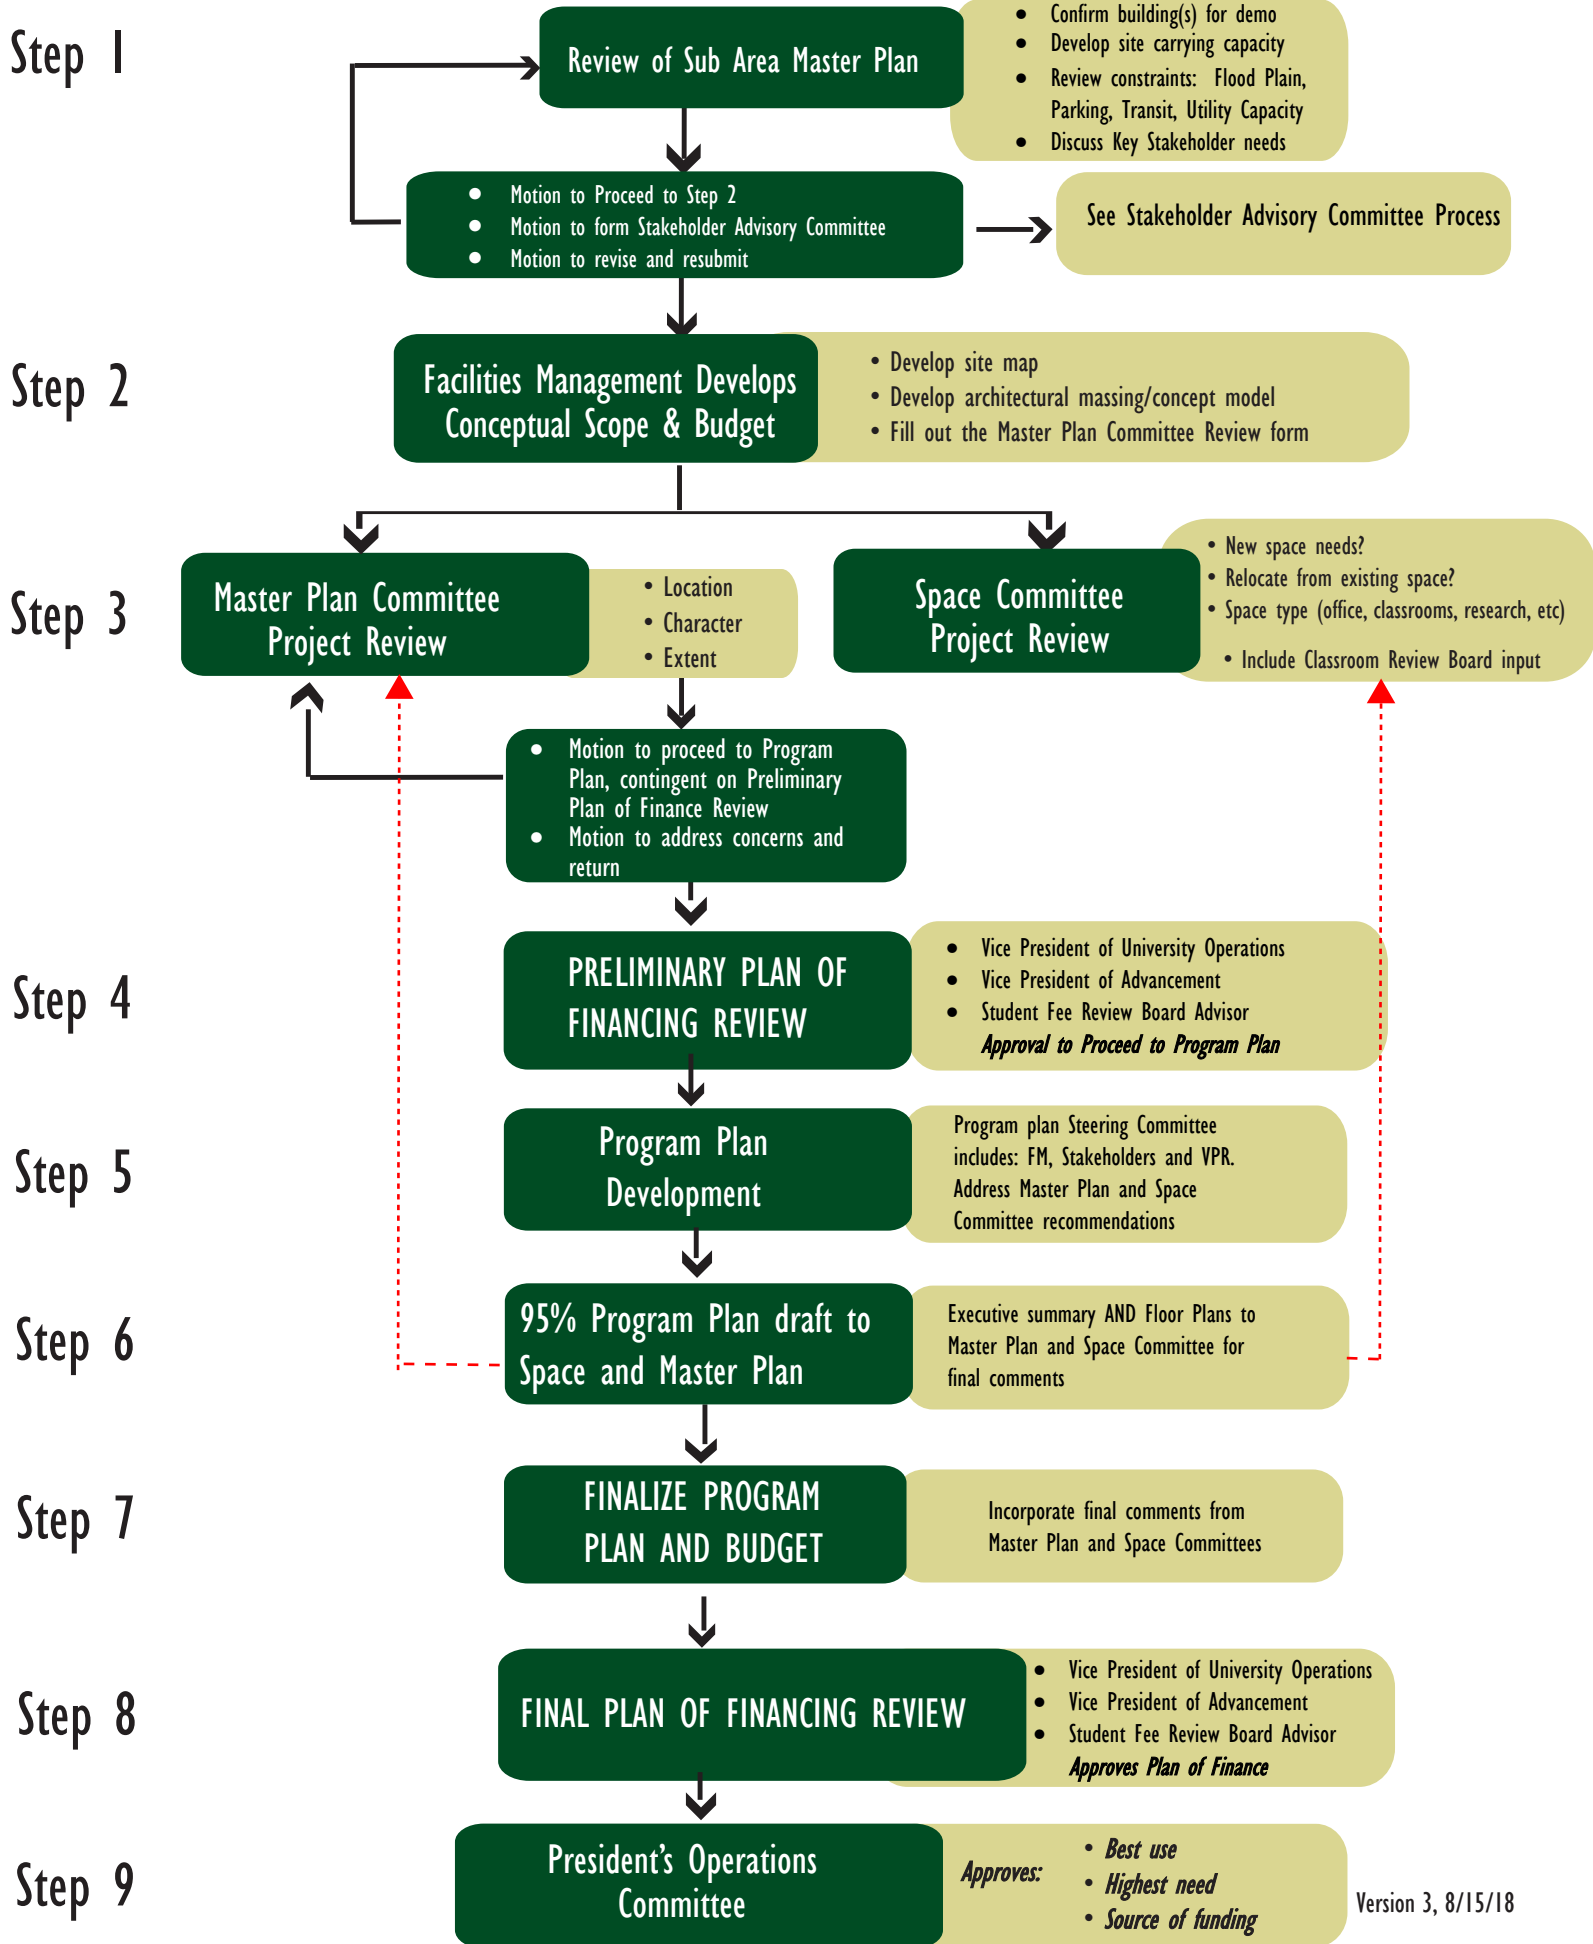 Step 1
Review of Sub Area Master Plan
• Confirm building(s) for demo
• Develop site carrying capacity
• Review constraints: Flood Plain,
Parking, Transit, Utility Capacity
• Discuss Key Stakeholder needs
• Motion to Proceed to Step 2
• Motion to form Stakeholder Advisory Committee
• Motion to revise and resubmit
See Stakeholder Advisory Committee Process
Step 2
Facilities Management Develops
Conceptual Scope & Budget
• Develop site map
• Develop architectural massing/concept model
• Fill out the Master Plan Committee Review form
Step 3
Master Plan Committee
Project Review
• Location
• Character
• Extent
Space Committee
Project Review
• New space needs?
• Relocate from existing space?
• Space type (office, classrooms, research, etc)
• Include Classroom Review Board input
• Motion to proceed to Program
Plan, contingent on Preliminary
Plan of Finance Review
• Motion to address concerns and
return
Step 4
PRELIMINARY PLAN OF
FINANCING REVIEW
• Vice President of University Operations
• Vice President of Advancement
• Student Fee Review Board Advisor
Approval to Proceed to Program Plan
Step 5
Program Plan
Development
Program plan Steering Committee
includes: FM, Stakeholders and VPR.
Address Master Plan and Space
Committee recommendations
Step 6
95% Program Plan draft to
Space and Master Plan
Executive summary AND Floor Plans to
Master Plan and Space Committee for
final comments
Step 7
FINALIZE PROGRAM
PLAN AND BUDGET
Incorporate final comments from
Master Plan and Space Committees
Step 8
FINAL PLAN OF FINANCING REVIEW
• Vice President of University Operations
• Vice President of Advancement
• Student Fee Review Board Advisor
Approves Plan of Finance
Step 9
President's Operations
Committee
Approves:
• Best use
• Highest need
• Source of funding
Version 3, 8/15/18